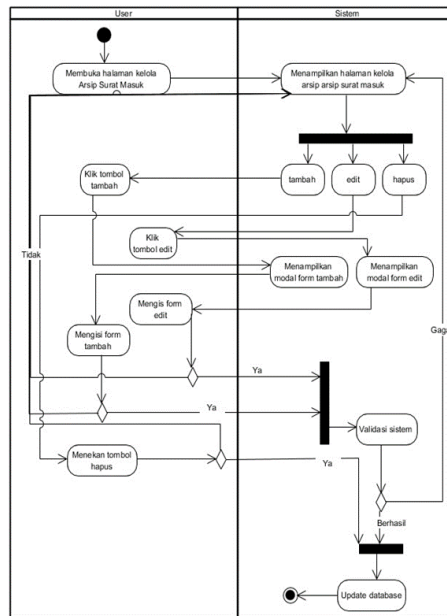 User
Sistem
Membuka halaman kelola
Arsip Surat Masuk
Menampilkan halaman kelola
arsip arsip surat masuk
Klik tombol
tambah
tambah
edit
hapus
Klik
tombol edit
Tidak
Menampilkan
modal form tambah
Menampilkan
modal form edit
Mengis form
edit
Gaga
Mengisi form
tambah
Ya
Ya
Validasi sistem
Menekan tombol
hapus
Ya
Berhasil
Update database